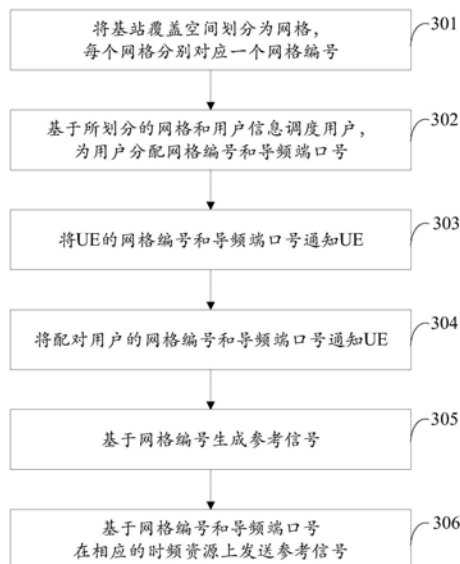 将基站覆盖空间划分为网格，
每个网格分别对应一个网格编号
301
基于所划分的网格和用户信息调度用户，
为用户分配网格编号和导频端口号
302
将UE的网格编号和导频端口号通知UE
303
将配对用户的网格编号和导频端口号通知UE
304
基于网格编号生成参考信号
305
基于网格编号和导频端口号
在相应的时频资源上发送参考信号
306